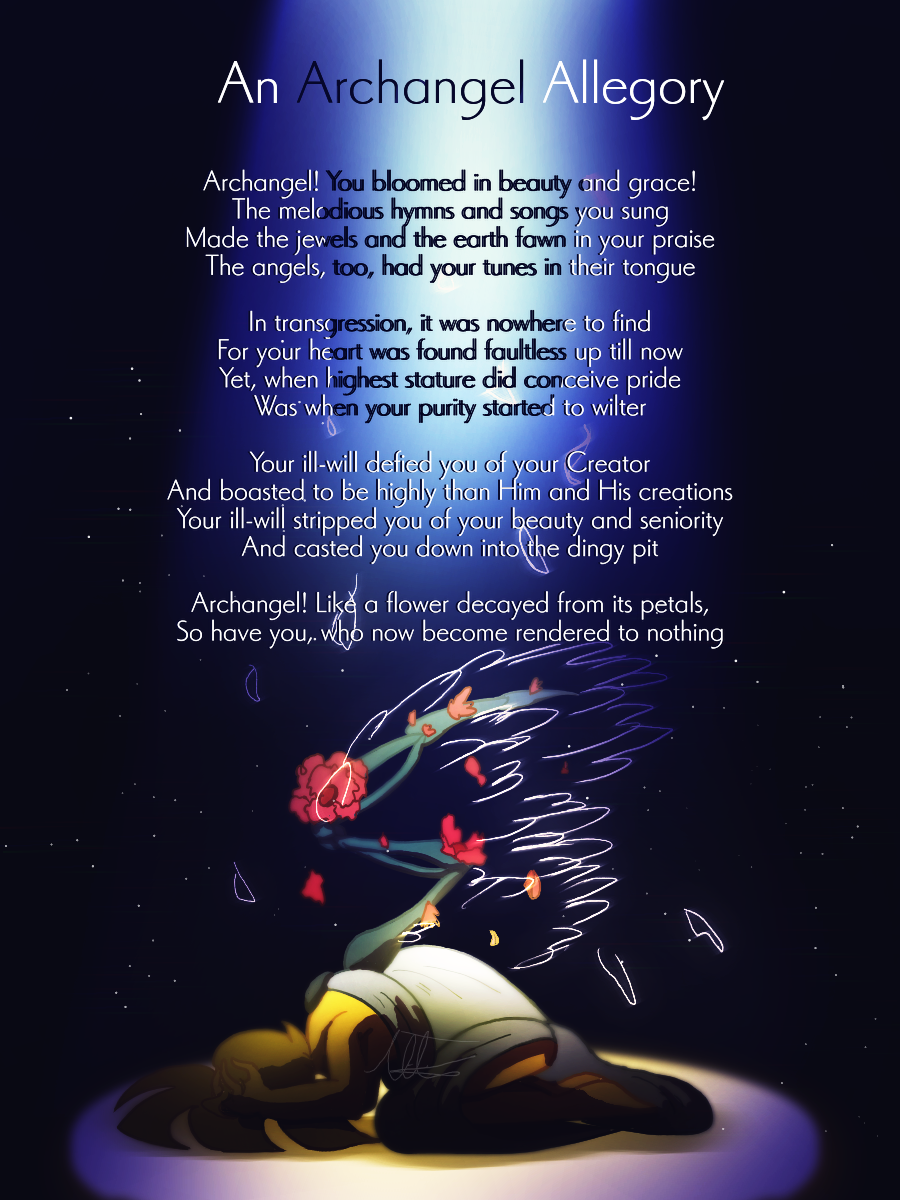 An Archangel Allegory
Archangel! You bloomed in beauty and grace!
The melodious hymns and songs you sung
Made the jewels and the earth fawn in your praise
The angels, too, had your tunes in their tongue
In transgression, it was nowhere to find
For your heart was found faultless up till now
Yet, when highest stature did conceive pride
Was when your purity started to wilter
Your ill-will defied you of your Creator
And boasted to be highly than Him and His creations
Your ill-will stripped you of your beauty and seniority
And casted you down into the dingy pit
Archangel! Like a flower decayed from its petals,
So have you, who now become rendered to nothing